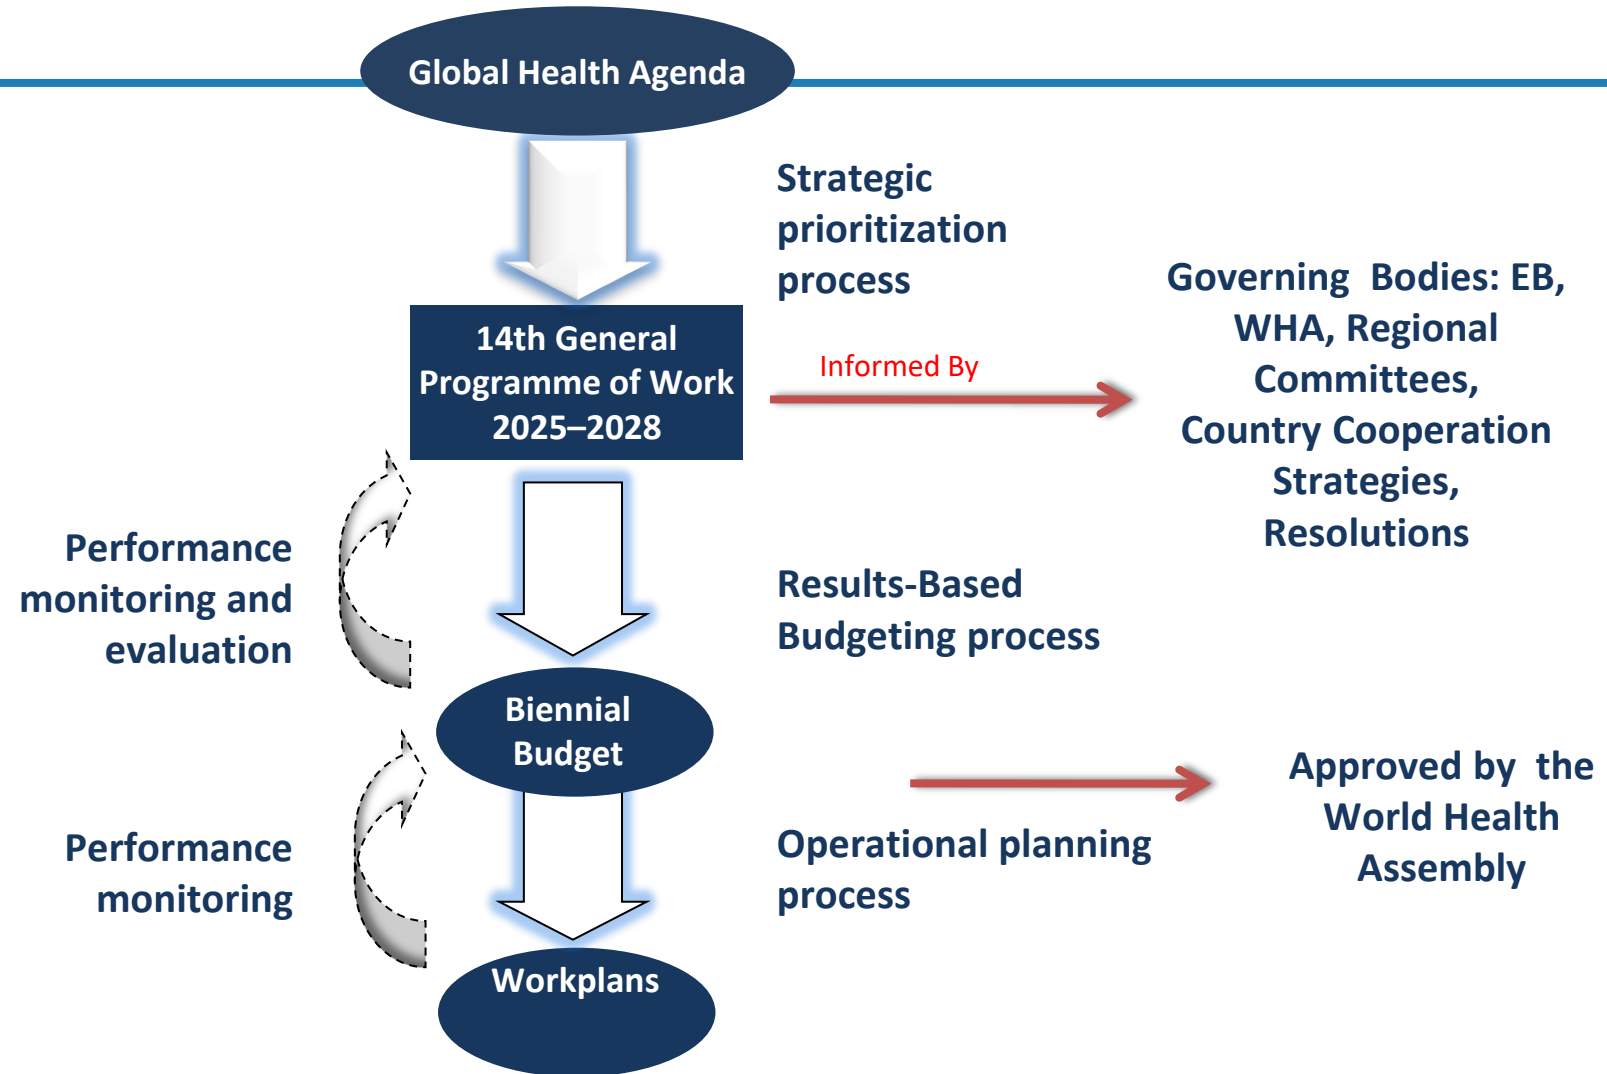 Global Health Agenda
Strategic
prioritization
process
14th General
Programme of Work
2025–2028
Informed By
Governing Bodies: EB,
WHA, Regional
Committees,
Country Cooperation
Strategies,
Resolutions
Performance
monitoring and
evaluation
Results-Based
Budgeting process
Biennial
Budget
Approved by the
World Health
Assembly
Performance
monitoring
Operational planning
process
Workplans